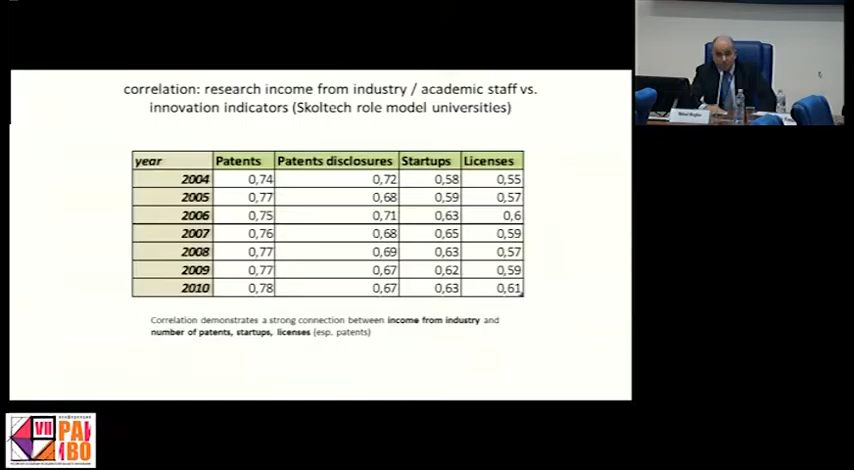 correlation: research income from industry / academic staff vs.
innovation indicators (Skoltech role model universities)
year Patents Patents disclosures Startups Licenses
2004 0,74 0,72 0,58 0,55
2005 0,77 0,68 0,59 0,57
2006 0,75 0,71 0,63 0,6
2007 0,76 0,68 0,65 0,59
2008 0,77 0,69 0,63 0,57
2009 0,77 0,67 0,62 0,59
2010 0,78 0,67 0,63 0,61
Correlation demonstrates a strong connection between income from industry and
number of patents, startups, licenses (esp. patents)
VII